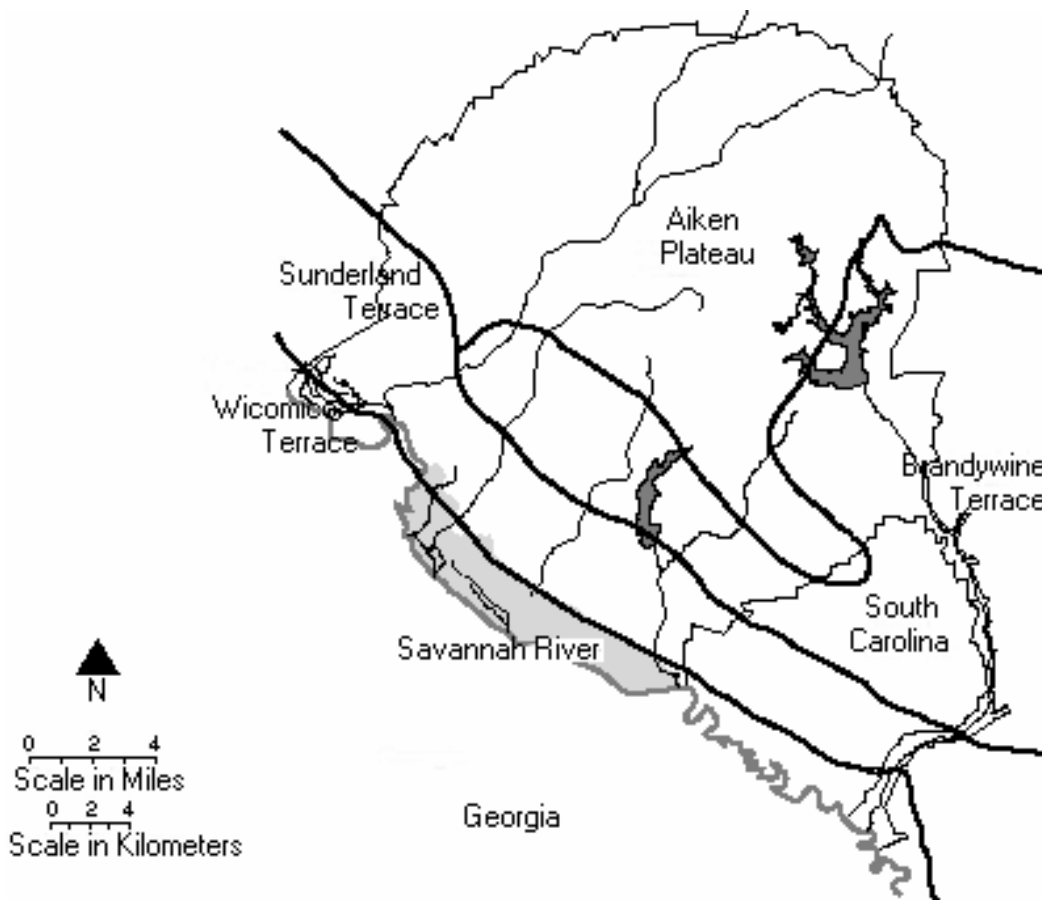 Aiken
Plateau
Sunderland
Terrace
Wicomico
Terrace
Brandywine
Terrace
South
Carolina
Savannah River
N
0 2 4
Scale in Miles
0 2 4
Scale in Kilometers
Georgia